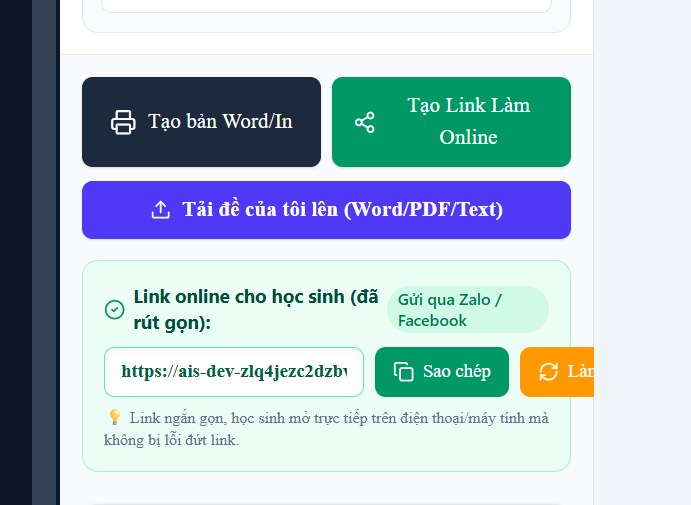 Tạo bản Word/In
Tạo Link Làm
Online
Tải đề của tôi lên (Word/PDF/Text)
Link online cho học sinh (đã
rút gọn):
Gửi qua Zalo /
Facebook
https://ais-dev-zlq4jezc2dzbv
Sao chép
Làn
💡 Link ngắn gọn, học sinh mở trực tiếp trên điện thoại/máy tính mà
không bị lỗi đứt link.